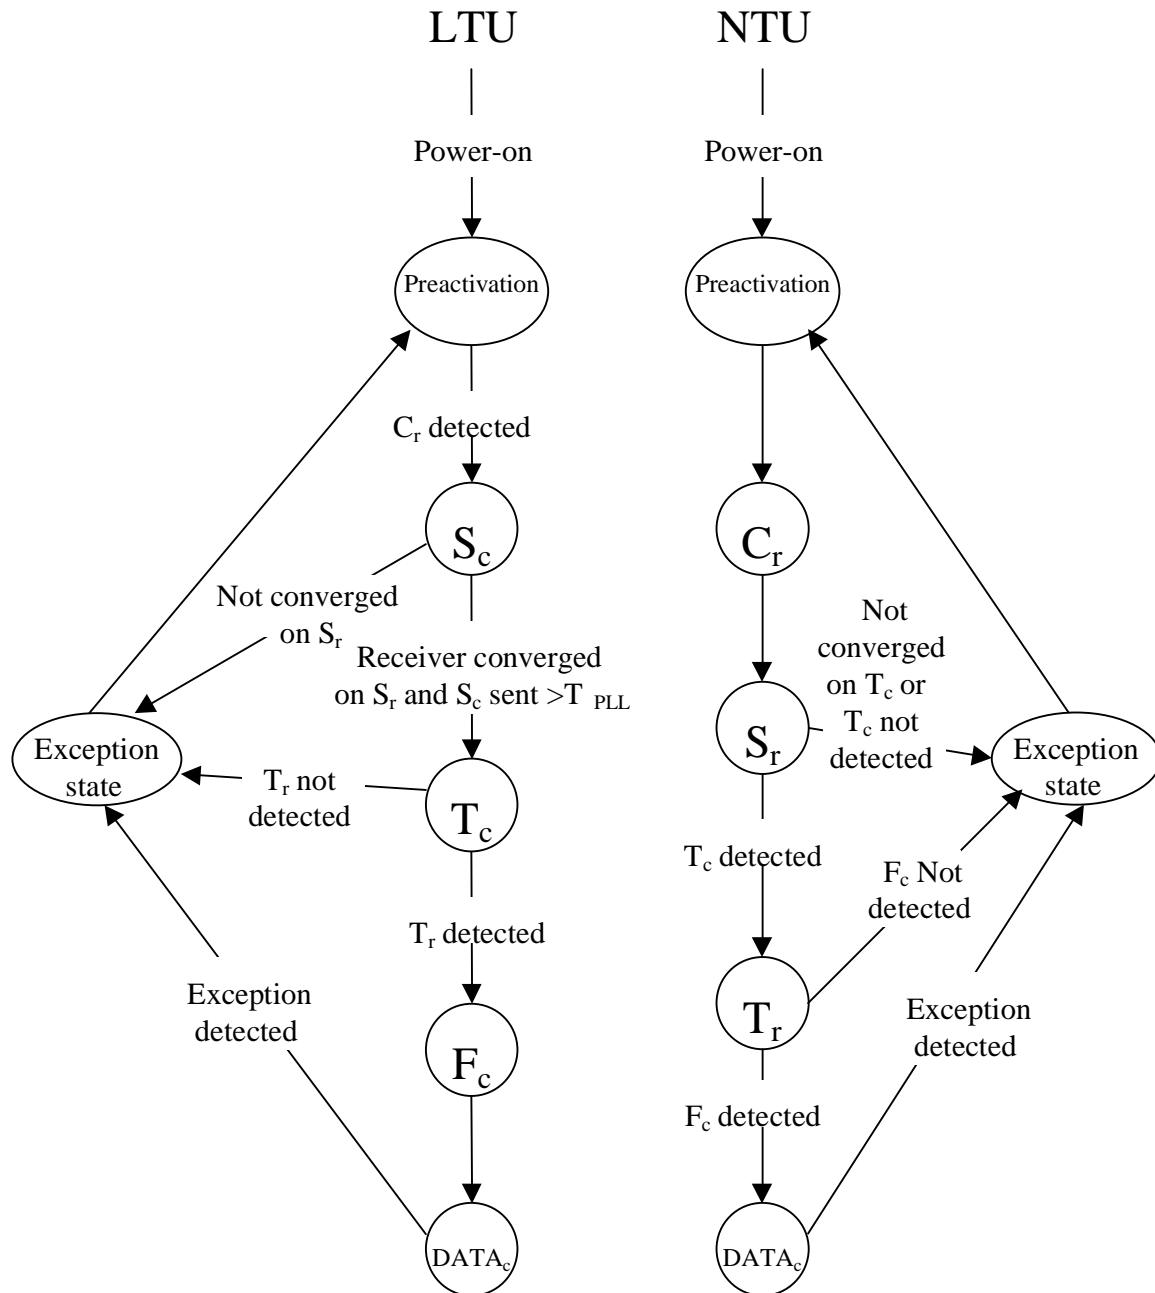 LTU
NTU
Power-on
Power-on
Preactivation
Preactivation
Cr detected
Sc
Cr
Not converged
on Sr
Not
converged
on Tc or
Tc not
detected
Receiver converged
on Sr and Sc sent >T PLL
Sr
Exception
state
Exception
state
Tr not
detected
Tc
Tc detected
Fc Not
detected
Tr detected
Exception
detected
Tr
Exception
detected
Fc
Fc detected
DATAc
DATAc